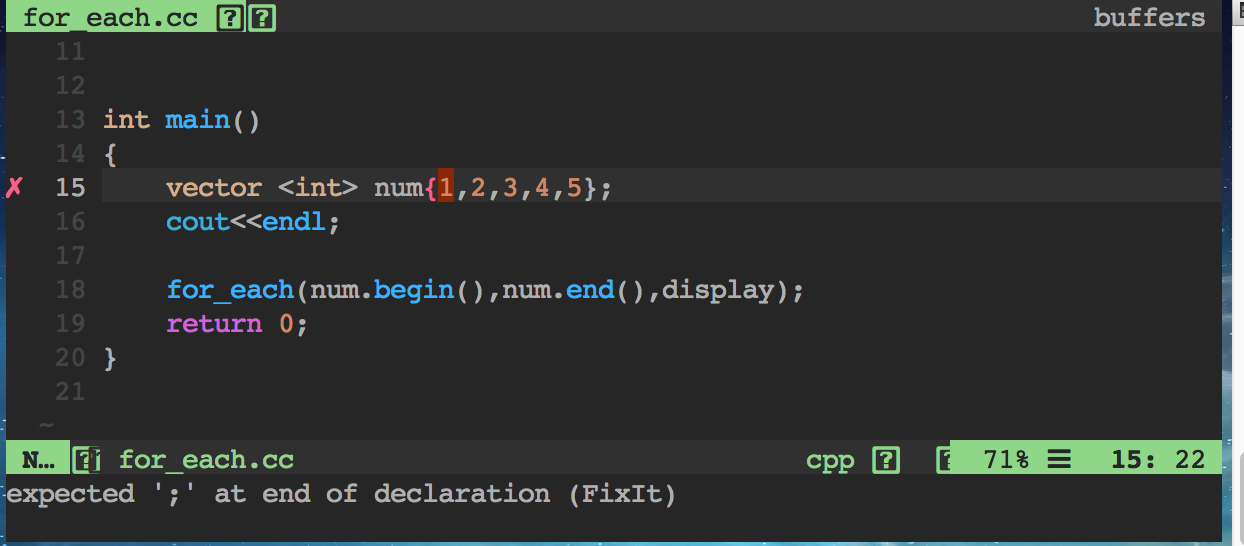 for_each.cc
buffers
11
12
13 int main()
14 {
✗ 15 vector <int> num{1,2,3,4,5};
16 cout<<endl;
17
18 for_each(num.begin(),num.end(),display);
19 return 0;
20 }
21
~
N… for_each.cc cpp 71% ☰ 15: 22
expected ';' at end of declaration (FixIt)